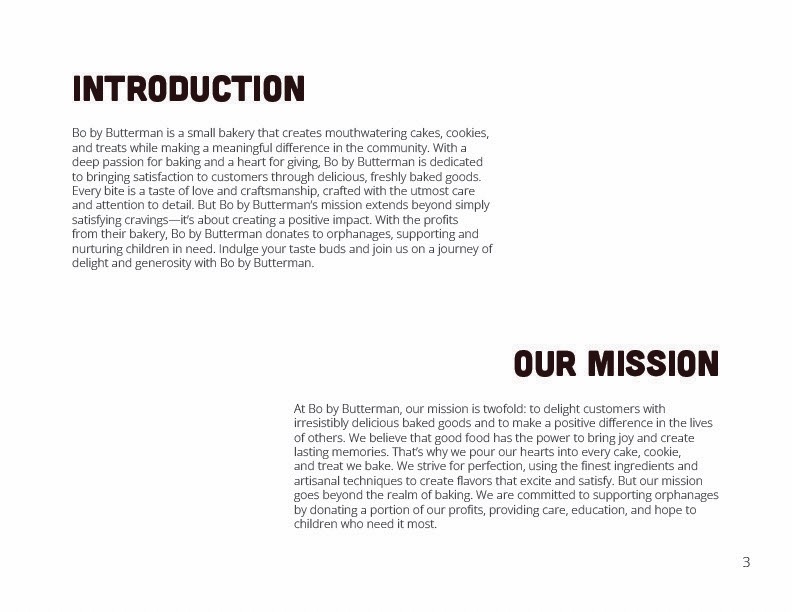 INTRODUCTION
Bo by Butterman is a small bakery that creates mouthwatering cakes, cookies,
and treats while making a meaningful difference in the community. With a
deep passion for baking and a heart for giving, Bo by Butterman is dedicated
to bringing satisfaction to customers through delicious, freshly baked goods.
Every bite is a taste of love and craftsmanship, crafted with the utmost care
and attention to detail. But Bo by Butterman's mission extends beyond simply
satisfying cravings—it's about creating a positive impact. With the profits
from their bakery, Bo by Butterman donates to orphanages, supporting and
nurturing children in need. Indulge your taste buds and join us on a journey of
delight and generosity with Bo by Butterman.
OUR MISSION
At Bo by Butterman, our mission is twofold: to delight customers with
irresistibly delicious baked goods and to make a positive difference in the lives
of others. We believe that good food has the power to bring joy and create
lasting memories. That's why we pour our hearts into every cake, cookie,
and treat we bake. We strive for perfection, using the finest ingredients and
artisanal techniques to create flavors that excite and satisfy. But our mission
goes beyond the realm of baking. We are committed to supporting orphanages
by donating a portion of our profits, providing care, education, and hope to
children who need it most.
3